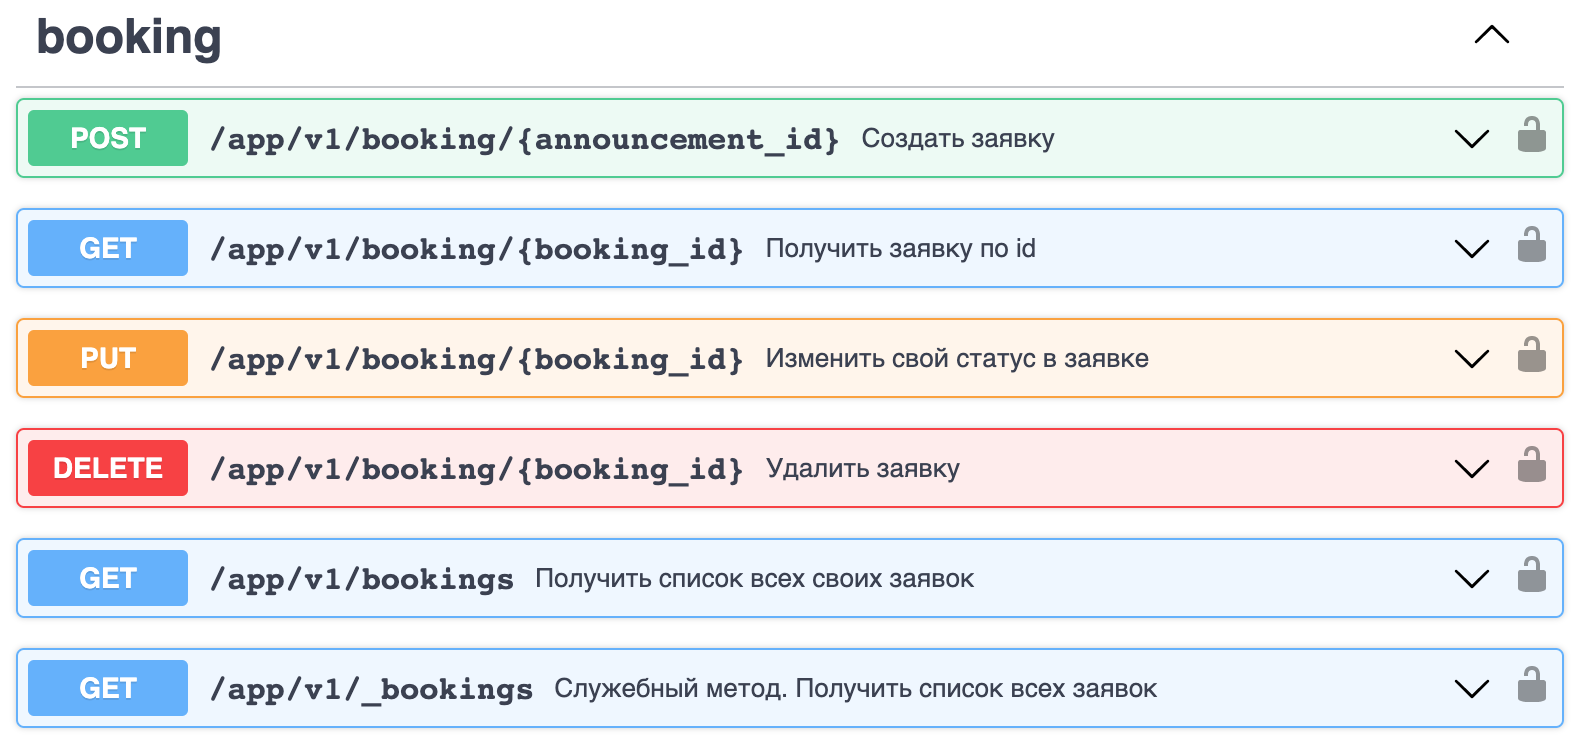 booking
POST /app/v1/booking/{announcement_id} Создать заявку
GET /app/v1/booking/{booking_id} Получить заявку по id
PUT /app/v1/booking/{booking_id} Изменить свой статус в заявке
DELETE /app/v1/booking/{booking_id} Удалить заявку
GET /app/v1/bookings Получить список всех своих заявок
GET /app/v1/_bookings Служебный метод. Получить список всех заявок